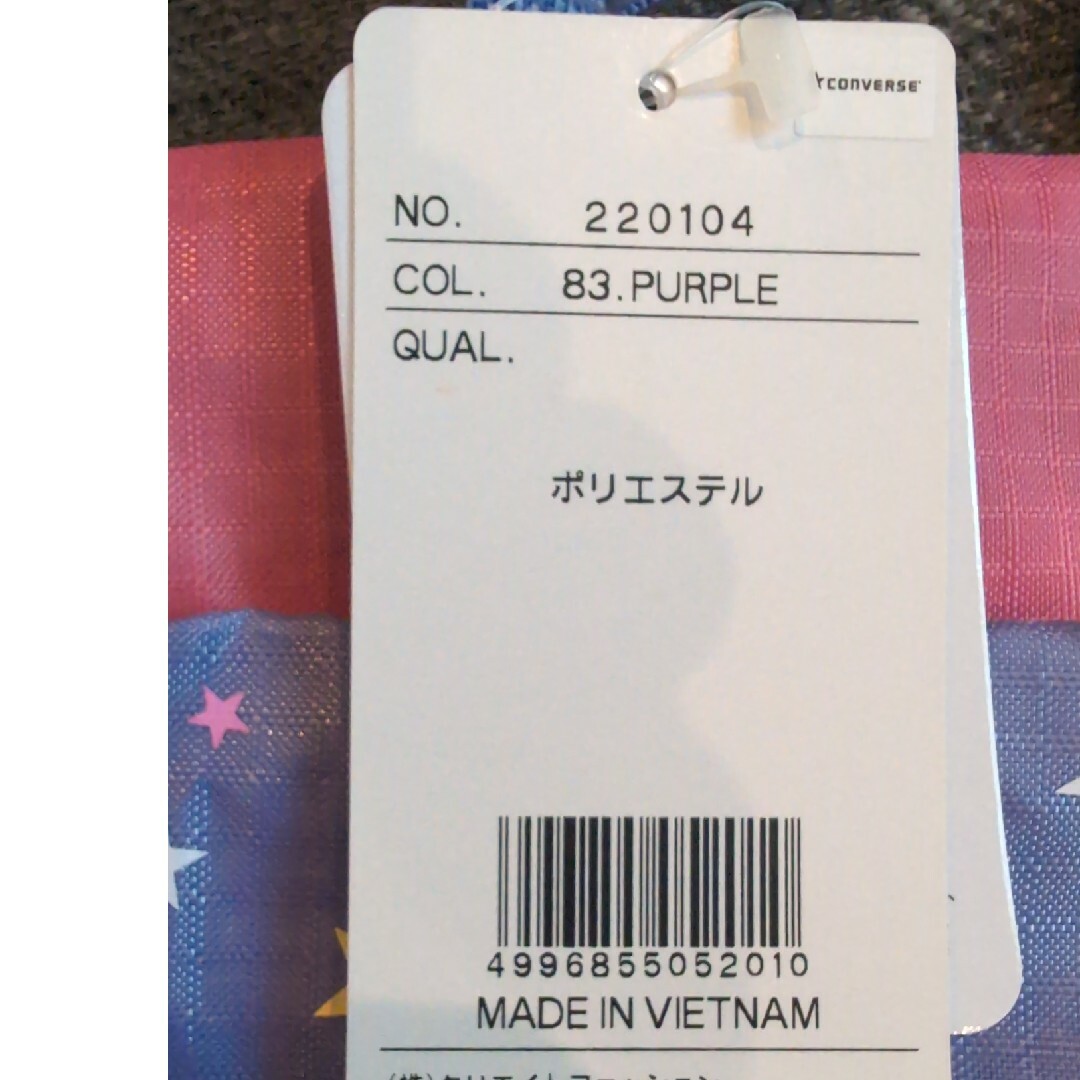 ★CONVERSE
NO. 220104
COL. 83.PURPLE
QUAL.
ポリエステル
4996855052010
MADE IN VIETNAM